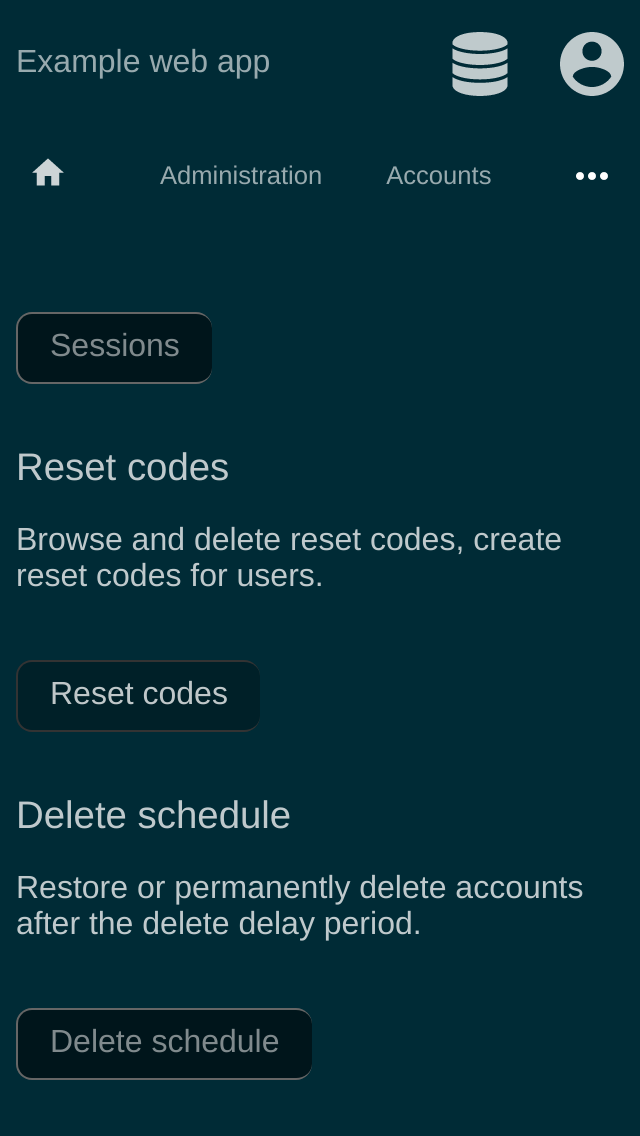 Example web app
Administration Accounts
Sessions
Reset codes
Browse and delete reset codes, create
reset codes for users.
Reset codes
Delete schedule
Restore or permanently delete accounts
after the delete delay period.
Delete schedule